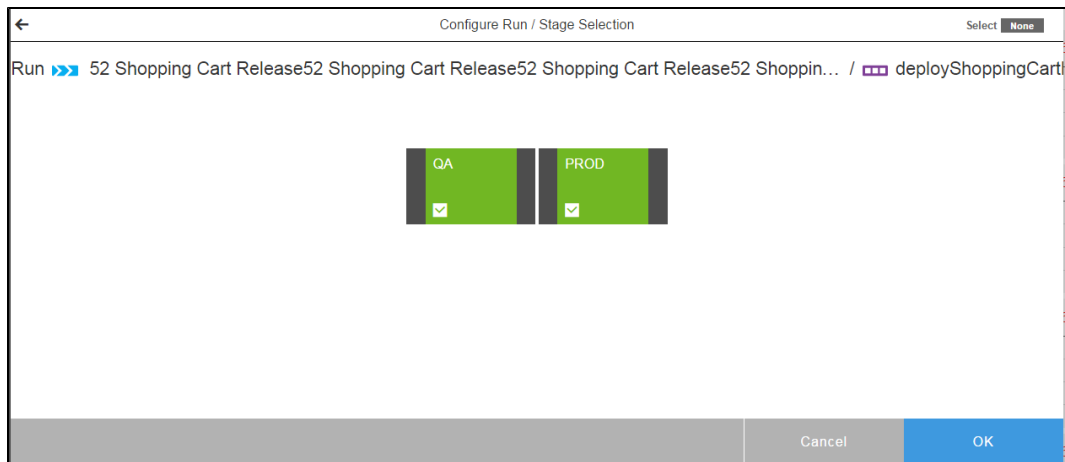 Configure Run / Stage Selection
Select None
Run 52 Shopping Cart Release52 Shopping Cart Release52 Shopping Cart Release52 Shoppin... / deployShoppingCart
QA PROD
Cancel OK